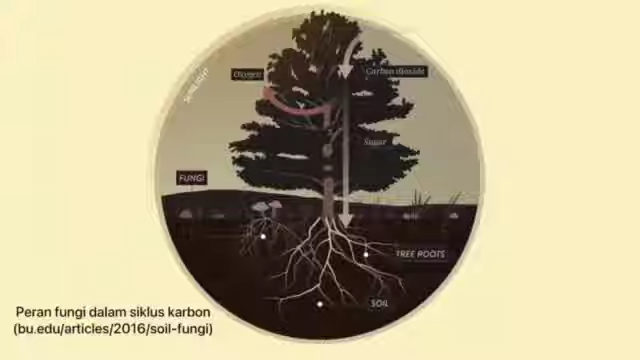 Oxygen
Carbon dioxide
SUNLIGHT
Sugar
FUNGI
TREE ROOTS
SOIL
Peran fungi dalam siklus karbon
(bu.edu/articles/2016/soil-fungi)